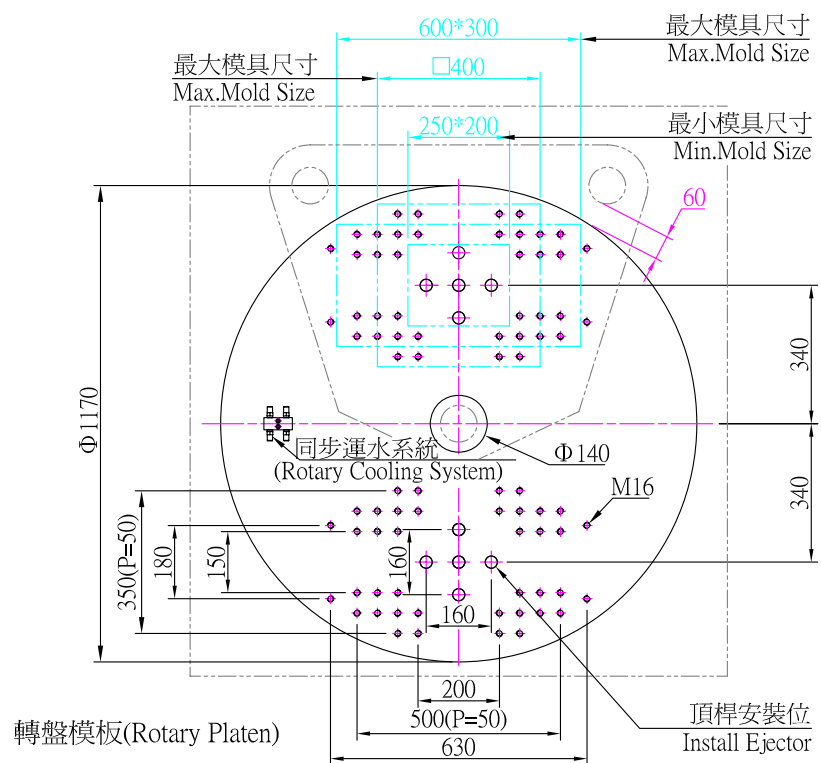 600*300
最大模具尺寸
Max.Mold Size
最大模具尺寸
Max.Mold Size
□400
250*200
最小模具尺寸
Min.Mold Size
60
340
Φ1170
同步運水系統
(Rotary Cooling System)
Φ140
340
M16
350(P=50)
180
150
160
160
200
500(P=50)
630
轉盤模板(Rotary Platen)
頂桿安裝位
Install Ejector